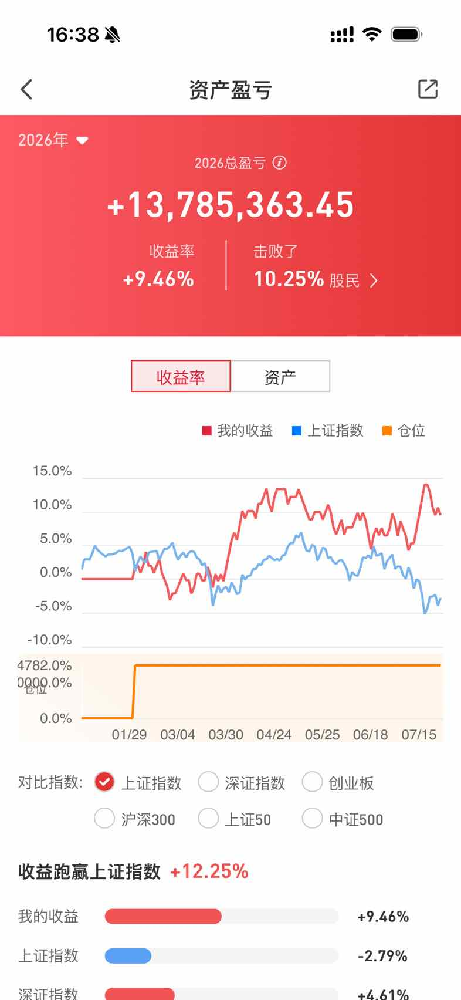 16:38
资产盈亏
2026年
2026总盈亏
+13,785,363.45
收益率 击败了
+9.46% 10.25% 股民
收益率 资产
我的收益 上证指数 仓位
15.0%
10.0%
5.0%
0.0%
-5.0%
-10.0%
4782.0%
0000.0%
仓位
0.0%
01/29 03/04 03/30 04/24 05/25 06/18 07/15
对比指数: 上证指数 深证指数 创业板
沪深300 上证50 中证500
收益跑赢上证指数 +12.25%
我的收益 +9.46%
上证指数 -2.79%
深证指数 +4.61%